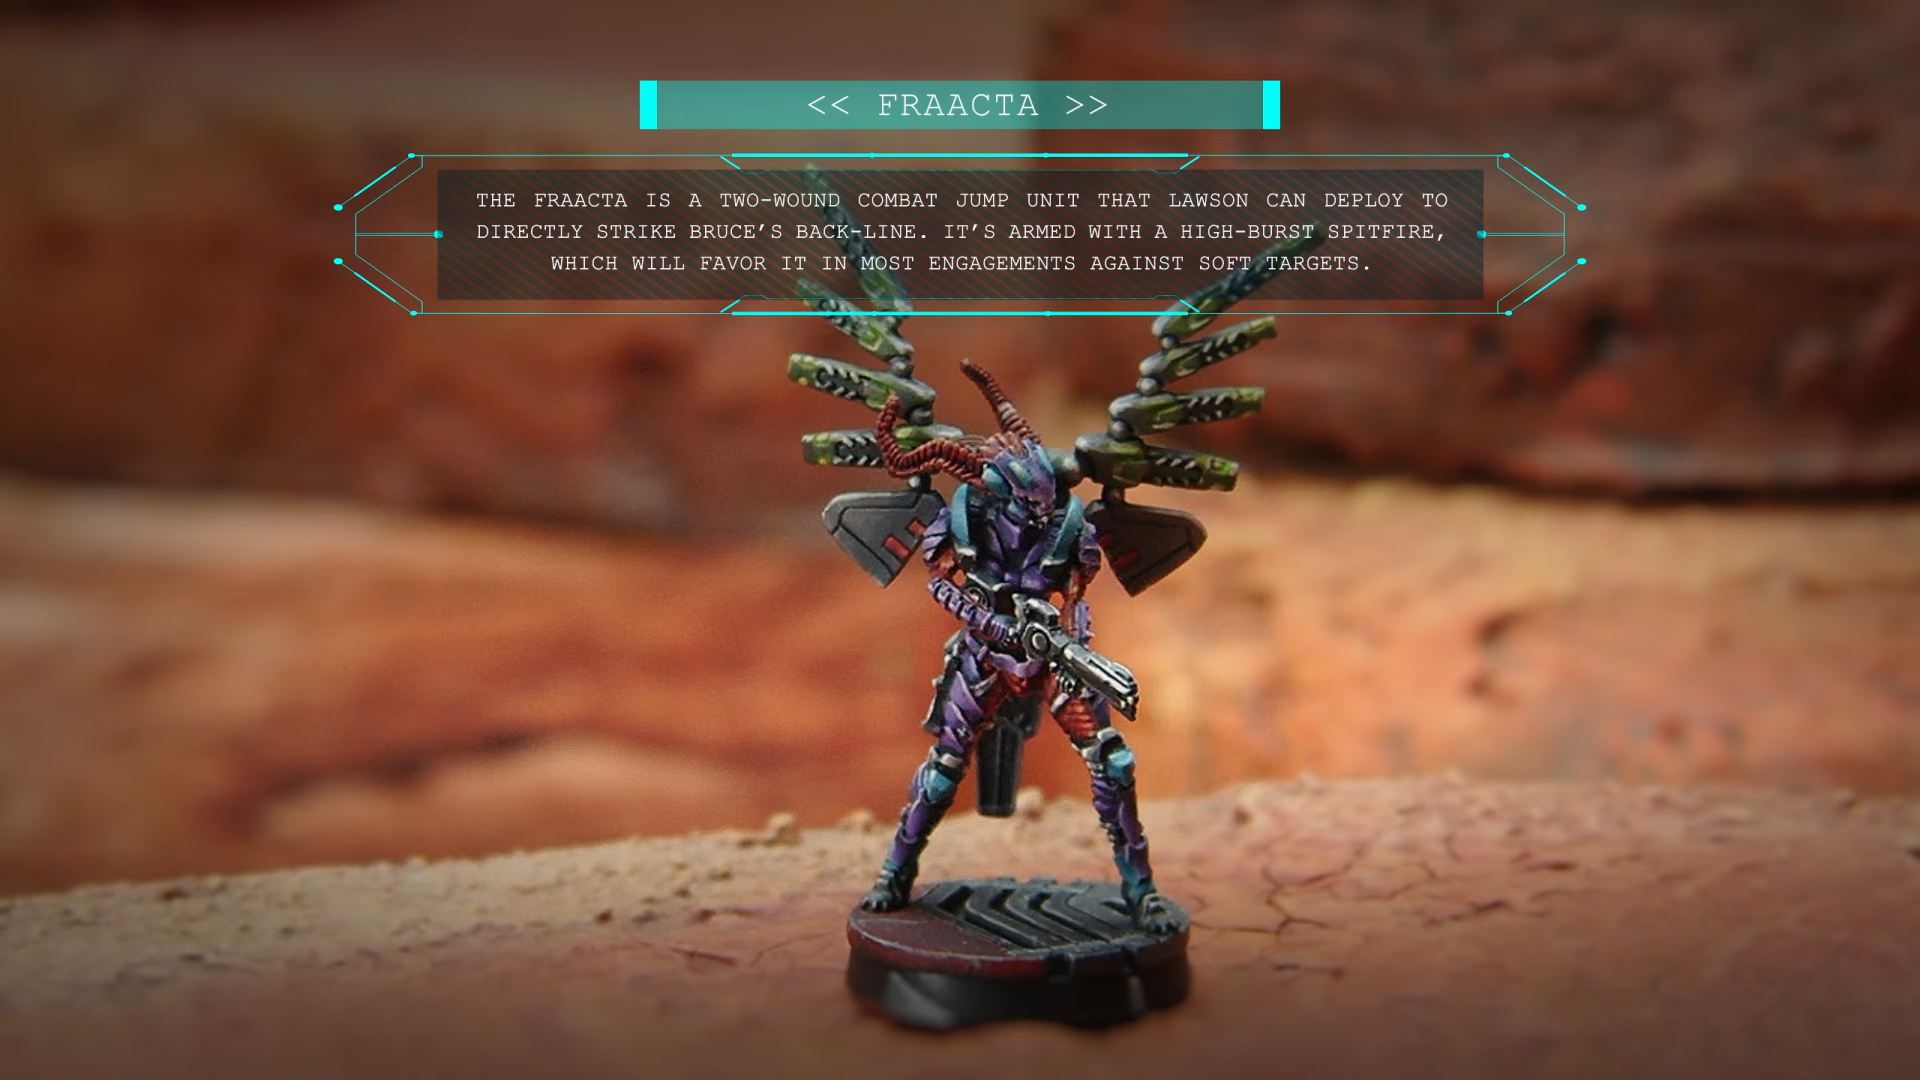 << FRAACTA >>
THE FRAACTA IS A TWO-WOUND COMBAT JUMP UNIT THAT LAWSON CAN DEPLOY TO
DIRECTLY STRIKE BRUCE’S BACK-LINE. IT’S ARMED WITH A HIGH-BURST SPITFIRE,
WHICH WILL FAVOR IT IN MOST ENGAGEMENTS AGAINST SOFT TARGETS.